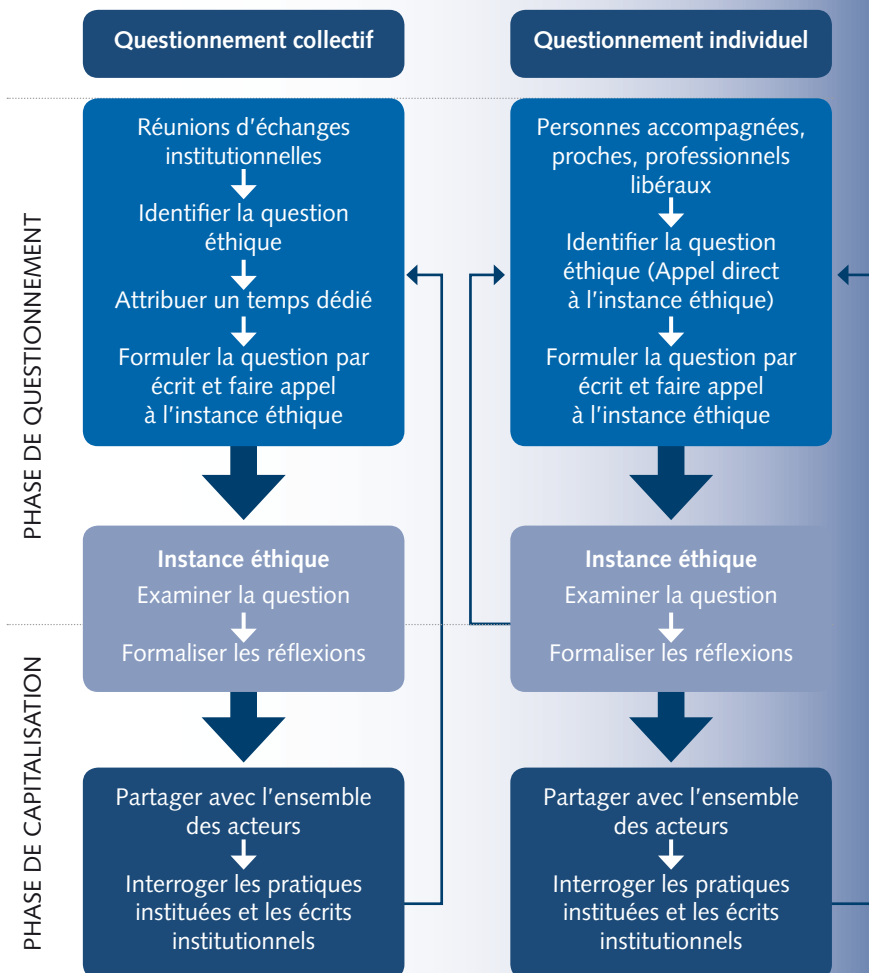 Questionnement collectif
Questionnement individuel
PHASE DE QUESTIONNEMENT
Réunions d'échanges
institutionnelles
Identifier la question
éthique
Attribuer un temps dédié
Formuler la question par
écrit et faire appel
à l'instance éthique
Personnes accompagnées,
proches, professionnels
libéraux
Identifier la question
éthique (Appel direct
à l'instance éthique)
Formuler la question par
écrit et faire appel
à l'instance éthique
Instance éthique
Examiner la question
Formaliser les réflexions
Instance éthique
Examiner la question
Formaliser les réflexions
PHASE DE CAPITALISATION
Partager avec l'ensemble
des acteurs
Interroger les pratiques
instituées et les écrits
institutionnels
Partager avec l'ensemble
des acteurs
Interroger les pratiques
instituées et les écrits
institutionnels